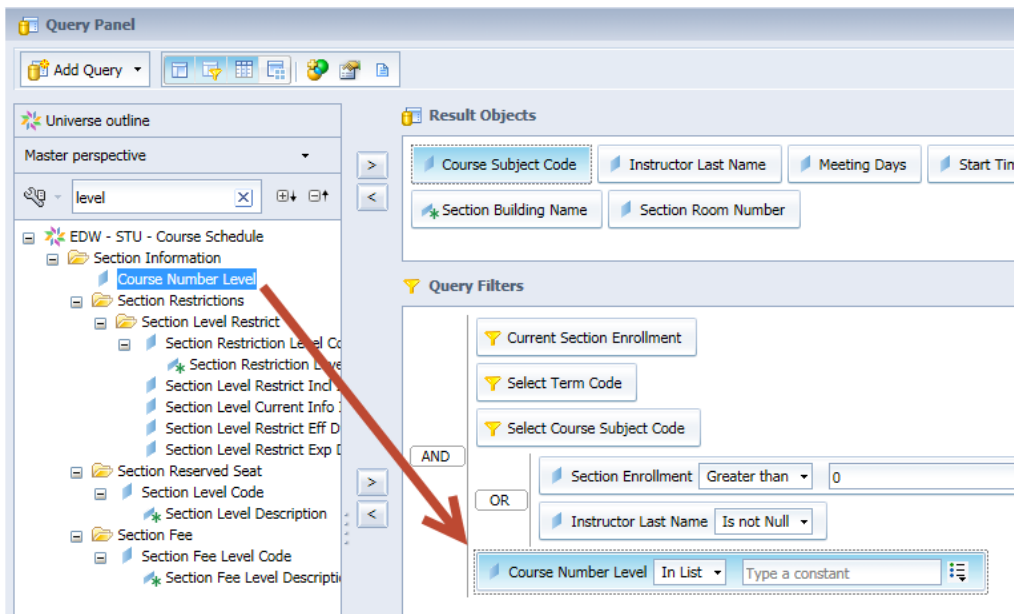 Query Panel
Add Query
Universe outline
Master perspective
level
EDW - STU - Course Schedule
Section Information
Course Number Level
Section Restrictions
Section Level Restrict
Section Restriction Level
Section Restriction
Section Level Restrict Incl
Section Level Current Info
Section Level Restrict Eff D
Section Level Restrict Exp
Section Reserved Seat
Section Level Code
Section Level Description
Section Fee
Section Fee Level Code
Section Fee Level Descripti
> 
<
>
<
Result Objects
Course Subject Code Instructor Last Name Meeting Days Start Tim
Section Building Name Section Room Number
Query Filters
AND
Current Section Enrollment
Select Term Code
Select Course Subject Code
OR
Section Enrollment Greater than 0
Instructor Last Name Is not Null
Course Number Level In List Type a constant